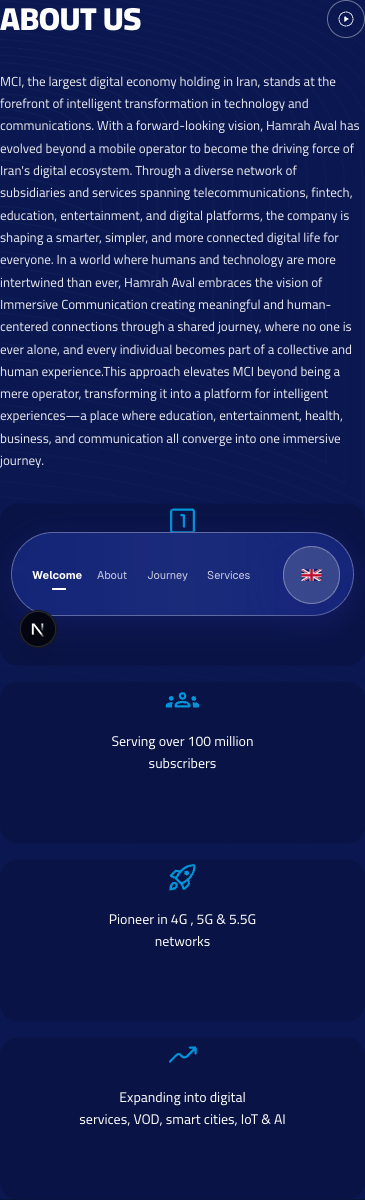 ABOUT US
MCI, the largest digital economy holding in Iran, stands at the
forefront of intelligent transformation in technology and
communications. With a forward-looking vision, Hamrah Aval has
evolved beyond a mobile operator to become the driving force of
Iran's digital ecosystem. Through a diverse network of
subsidiaries and services spanning telecommunications, fintech,
education, entertainment, and digital platforms, the company is
shaping a smarter, simpler, and more connected digital life for
everyone. In a world where humans and technology are more
intertwined than ever, Hamrah Aval embraces the vision of
Immersive Communication creating meaningful and human-
centered connections through a shared journey, where no one is
ever alone, and every individual becomes part of a collective and
human experience.This approach elevates MCI beyond being a
mere operator, transforming it into a platform for intelligent
experiences—a place where education, entertainment, health,
business, and communication all converge into one immersive
journey.
1
Welcome About Journey Services
N
Serving over 100 million
subscribers
Pioneer in 4G , 5G & 5.5G
networks
Expanding into digital
services, VOD, smart cities, IoT & AI